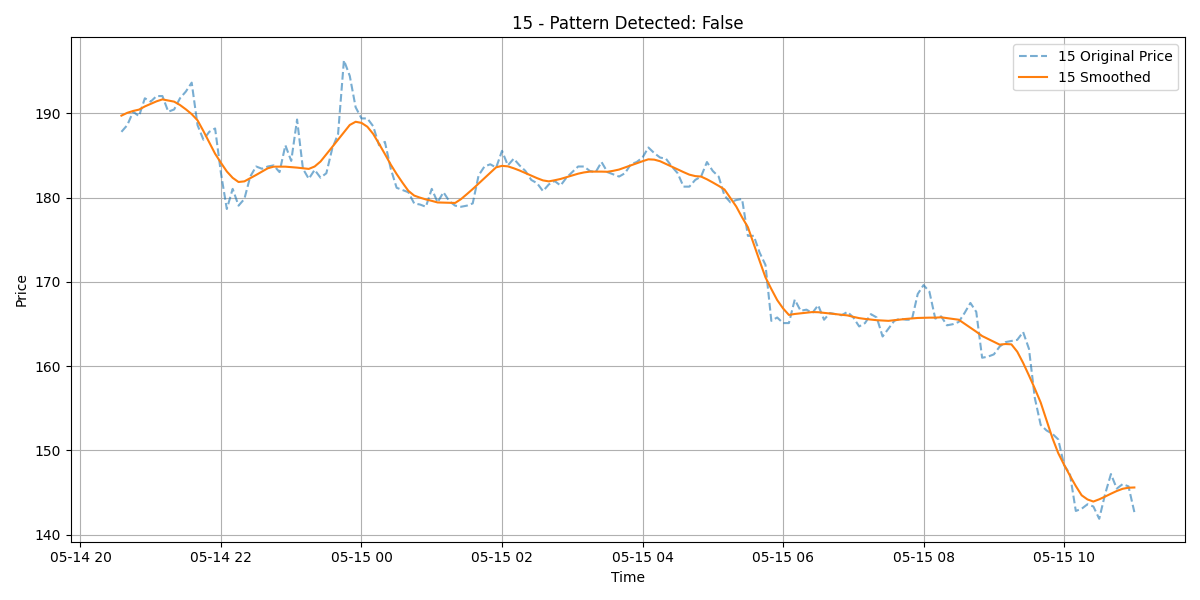 15 - Pattern Detected: False
15 Original Price
15 Smoothed
Price
190
180
170
160
150
140
05-14 20 05-14 22 05-15 00 05-15 02 05-15 04 05-15 06 05-15 08 05-15 10
Time